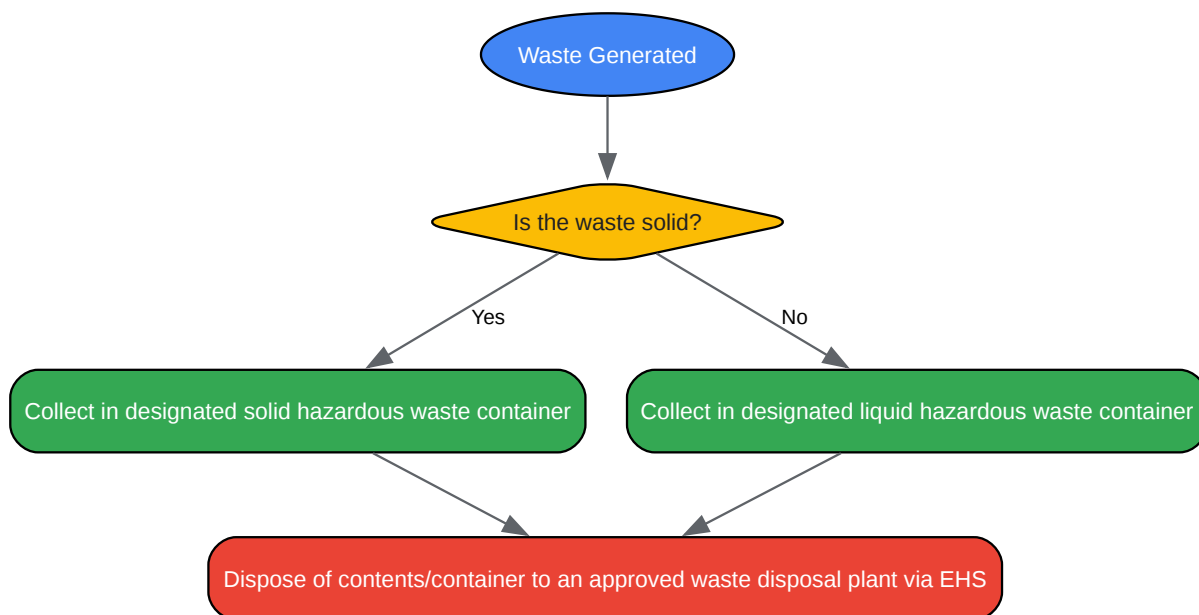 Waste Generated
Is the waste solid?
Yes
No
Collect in designated solid hazardous waste container
Collect in designated liquid hazardous waste container
Dispose of contents/container to an approved waste disposal plant via EHS